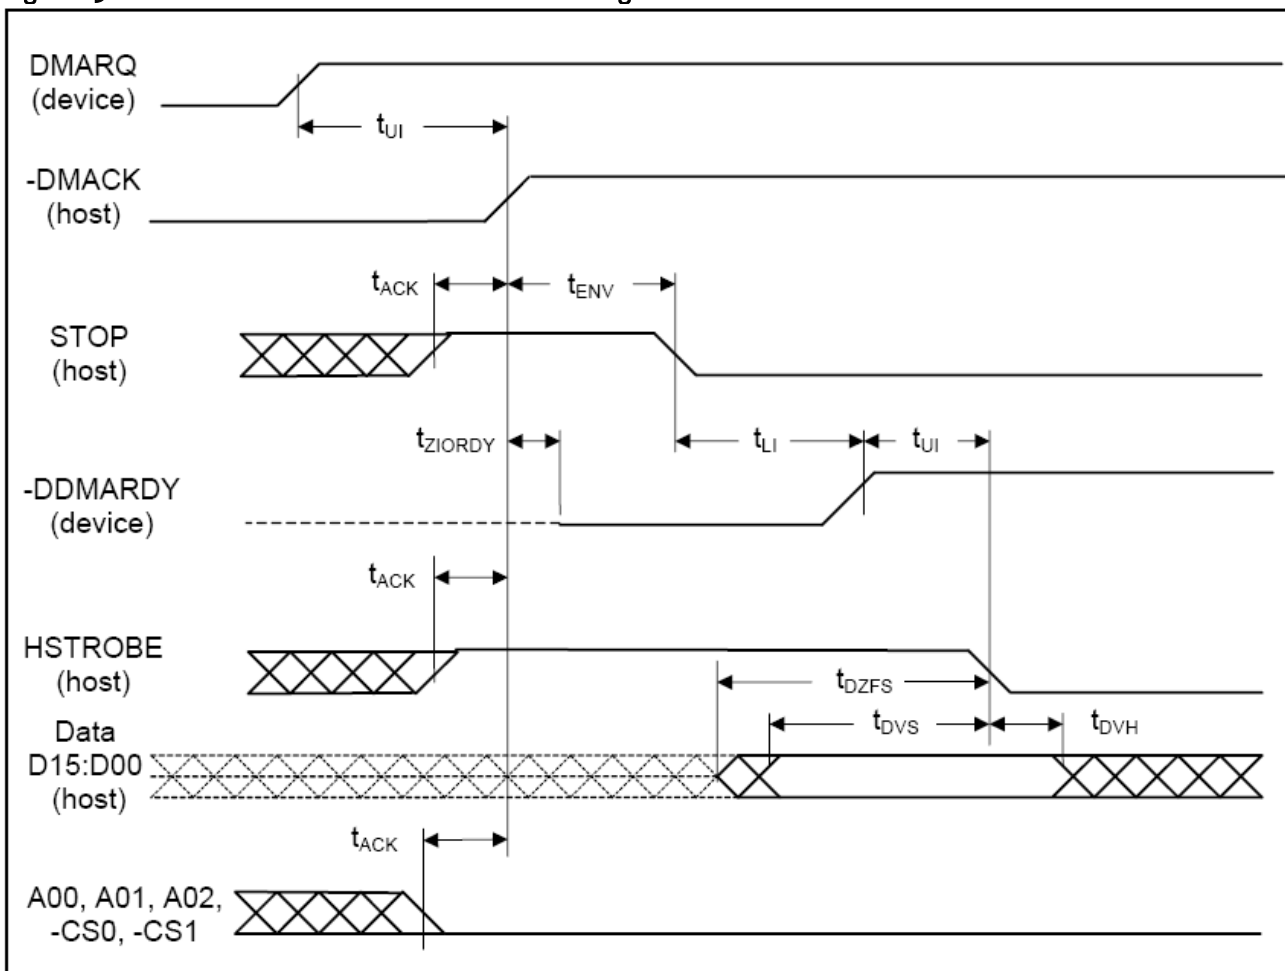 DMARQ
(device)
tUI
-DMACK
(host)
tACK
tENV
STOP
(host)
tZIORDY
tLI
tUI
-DDMARDY
(device)
tACK
HSTROBE
(host)
tDZFS
tDVS
tDVH
Data
D15:D00
(host)
tACK
A00, A01, A02,
-CS0, -CS1